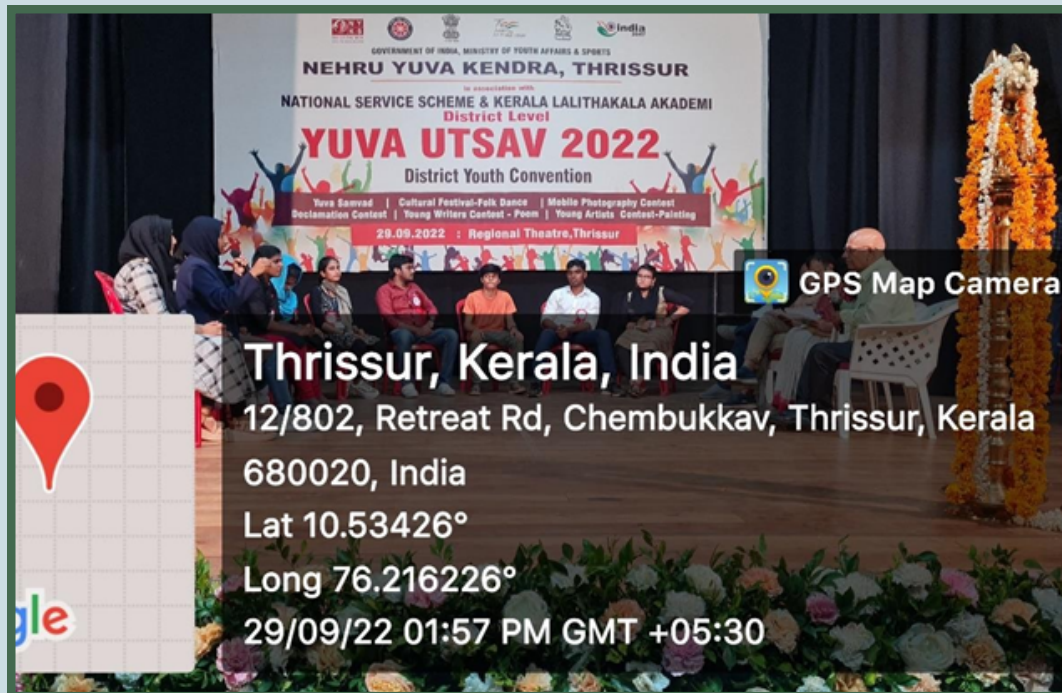 india
GOVERNMENT OF INDIA, MINISTRY OF YOUTH AFFAIRS & SPORTS
NEHRU YUVA KENDRA, THRISSUR
in association with
NATIONAL SERVICE SCHEME & KERALA LALITHAKALA AKADEMI
District Level
YUVA UTSAV 2022
District Youth Convention
Yuva Samvad | Cultural Festival-Folk Dance | Mobile Photography Contest
Declamation Contest | Young Writers Contest - Poem | Young Artists Contest-Painting
29.09.2022 : Regional Theatre,Thrissur
GPS Map Camera
Thrissur, Kerala, India
12/802, Retreat Rd, Chembukkav, Thrissur, Kerala
680020, India
Lat 10.53426°
Long 76.216226°
29/09/22 01:57 PM GMT +05:30
gle